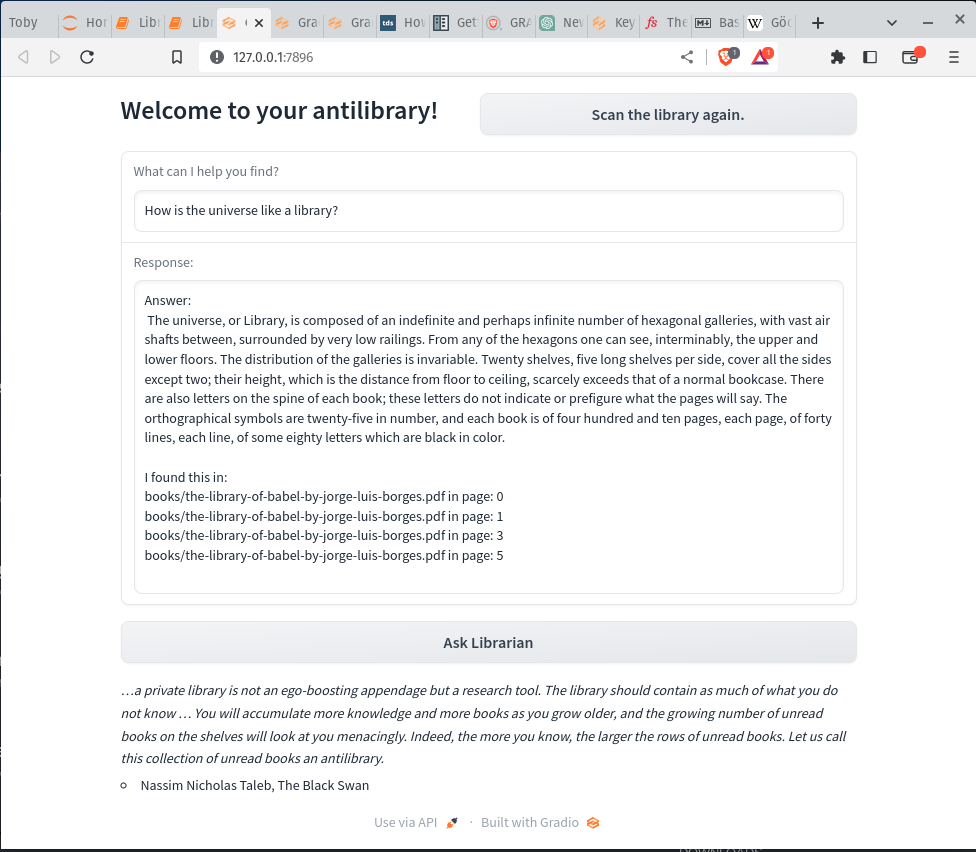 Toby
Hor
Libr
Libr
Gra
Gra
tds
How
Get
GRA
Nev
Key
fs
The
Bas
W
Göc
127.0.0.1:7896
1
1
Welcome to your antilibrary!
Scan the library again.
What can I help you find?
How is the universe like a library?
Response:
Answer:
The universe, or Library, is composed of an indefinite and perhaps infinite number of hexagonal galleries, with vast air
shafts between, surrounded by very low railings. From any of the hexagons one can see, interminably, the upper and
lower floors. The distribution of the galleries is invariable. Twenty shelves, five long shelves per side, cover all the sides
except two; their height, which is the distance from floor to ceiling, scarcely exceeds that of a normal bookcase. There
are also letters on the spine of each book; these letters do not indicate or prefigure what the pages will say. The
orthographical symbols are twenty-five in number, and each book is of four hundred and ten pages, each page, of forty
lines, each line, of some eighty letters which are black in color.
I found this in:
books/the-library-of-babel-by-jorge-luis-borges.pdf in page: 0
books/the-library-of-babel-by-jorge-luis-borges.pdf in page: 1
books/the-library-of-babel-by-jorge-luis-borges.pdf in page: 3
books/the-library-of-babel-by-jorge-luis-borges.pdf in page: 5
Ask Librarian
…a private library is not an ego-boosting appendage but a research tool. The library should contain as much of what you do
not know … You will accumulate more knowledge and more books as you grow older, and the growing number of unread
books on the shelves will look at you menacingly. Indeed, the more you know, the larger the rows of unread books. Let us call
this collection of unread books an antilibrary.
Nassim Nicholas Taleb, The Black Swan
Use via API · Built with Gradio